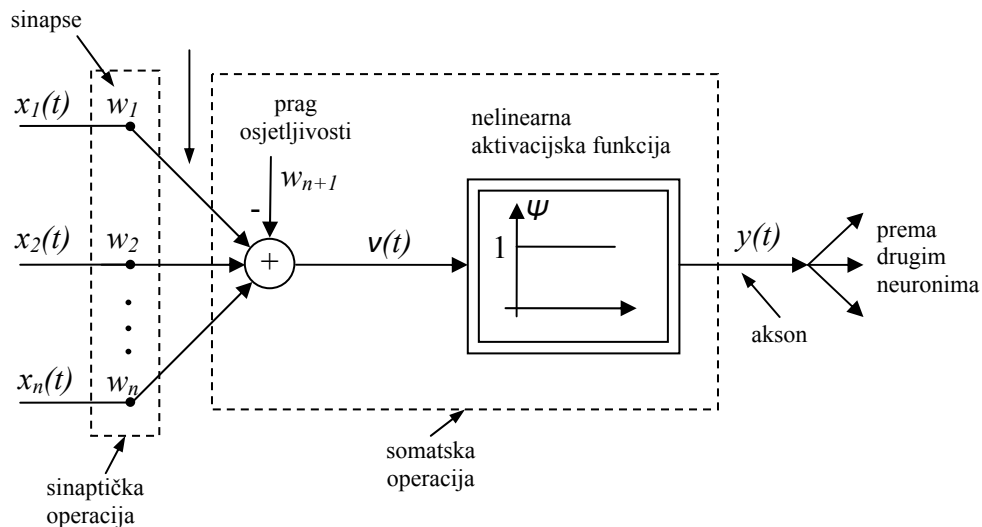 sinapse
x₁(t)
w₁
prag
osjetljivosti
wₙ₊₁
-
nelinearna
aktivacijska funkcija
x₂(t)
w₂
+
ν(t)
Ψ
1
y(t)
prema
drugim
neuronima
akson
xₙ(t)
wₙ
somatska
operacija
sinaptička
operacija